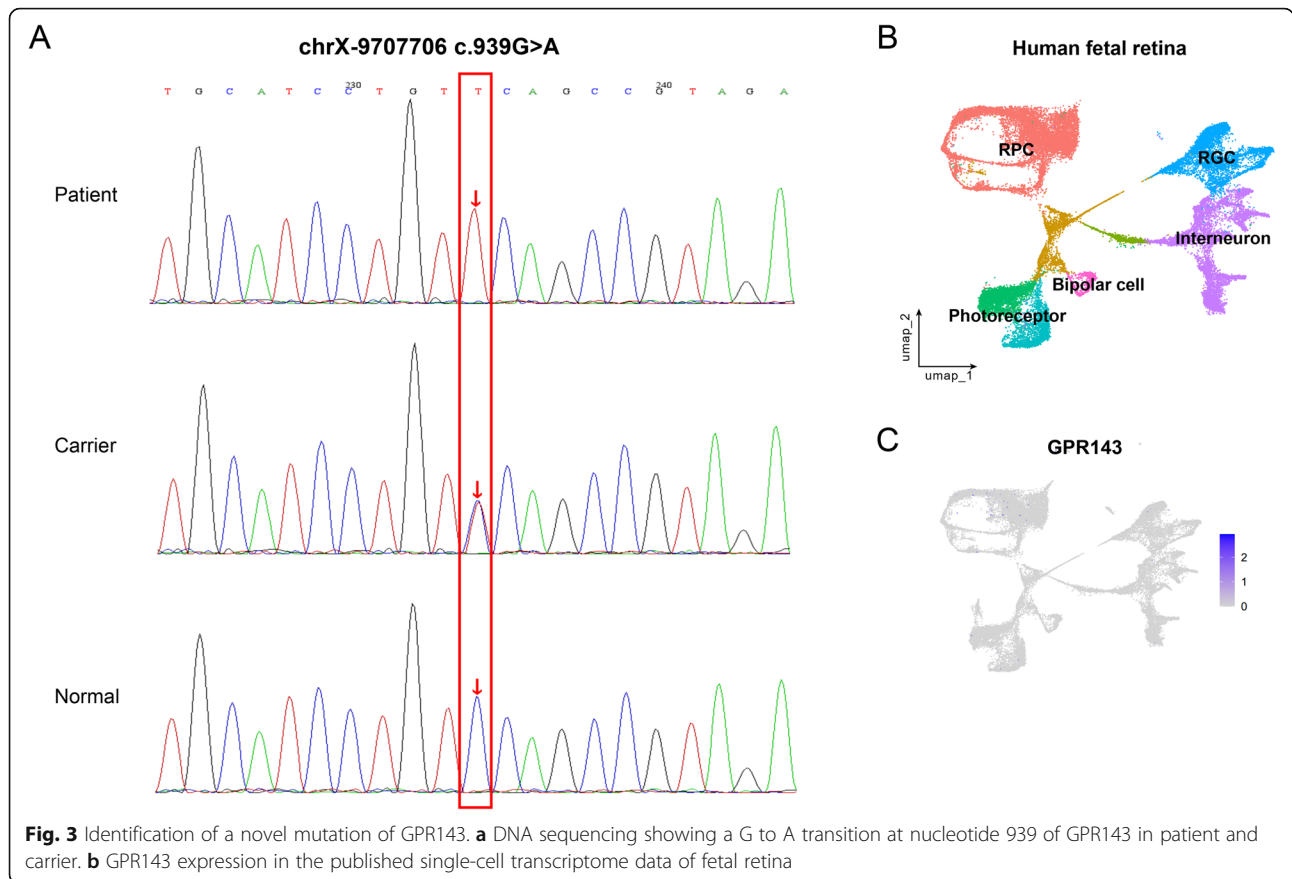 A
chrX-9707706 c.939G>A
230 240
T G C A T C C T G T T C A G C C G T A G A
Patient
Carrier
Normal
B
Human fetal retina
RPC
RGC
Interneuron
Bipolar cell
Photoreceptor
umap_2
umap_1
C
GPR143
2
1
0
Fig. 3 Identification of a novel mutation of GPR143. a DNA sequencing showing a G to A transition at nucleotide 939 of GPR143 in patient and
carrier. b GPR143 expression in the published single-cell transcriptome data of fetal retina